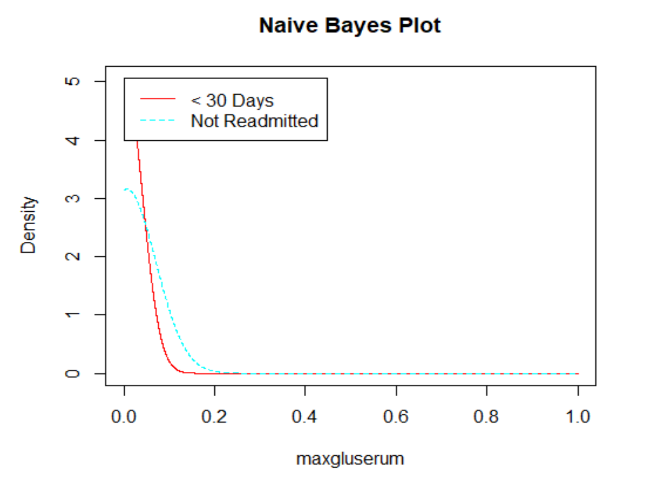 Naive Bayes Plot
< 30 Days
Not Readmitted
Density
5
4
3
2
1
0
0.0 0.2 0.4 0.6 0.8 1.0
maxgluserum